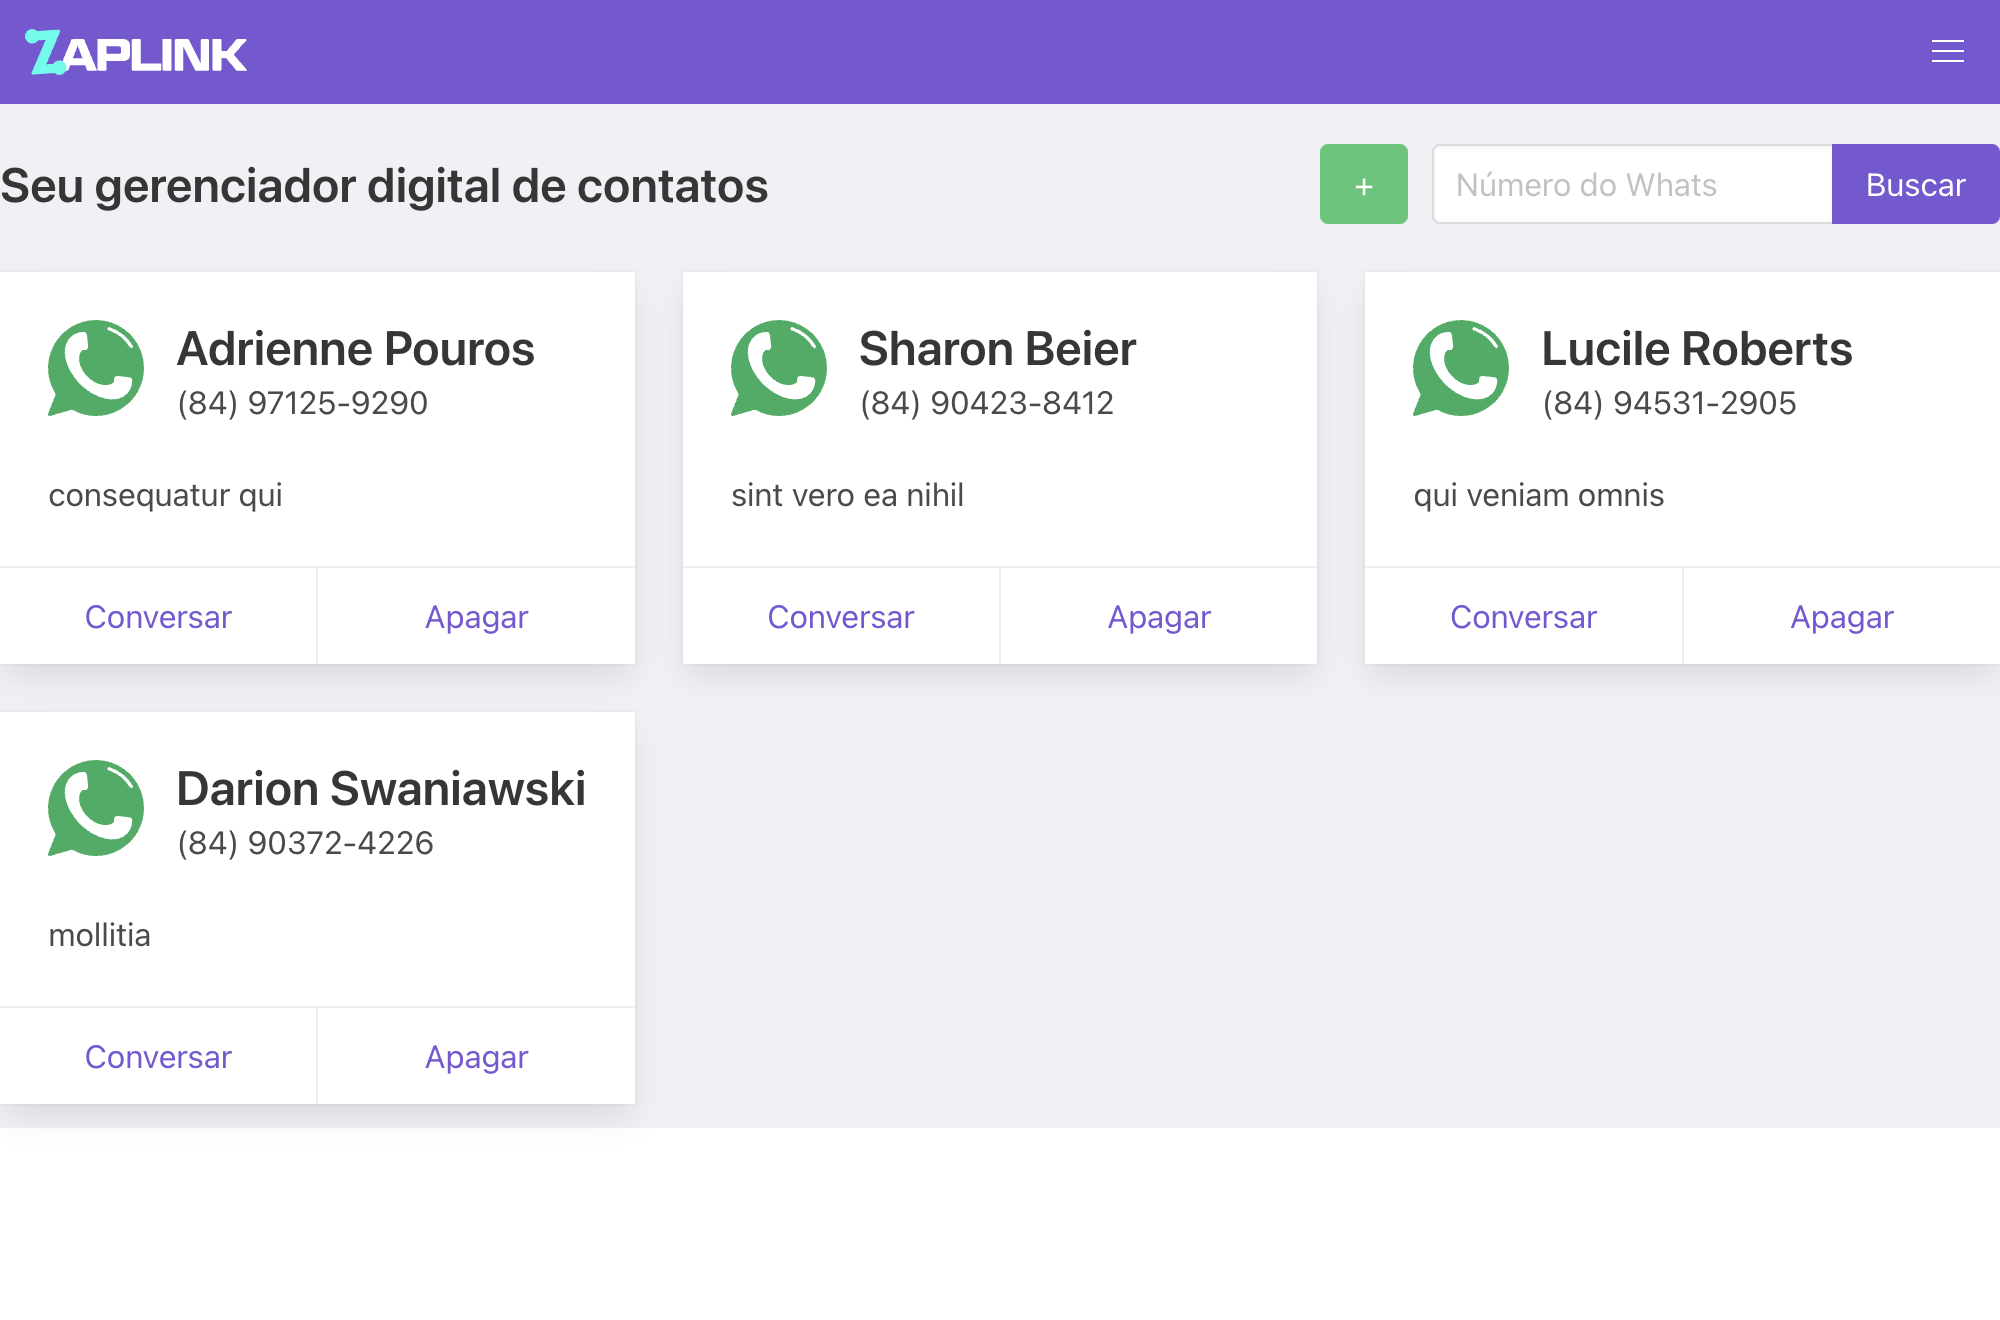 ZAPLINK
Seu gerenciador digital de contatos
+
Número do Whats
Buscar
Adrienne Pouros
(84) 97125-9290
consequatur qui
Conversar
Apagar
Sharon Beier
(84) 90423-8412
sint vero ea nihil
Conversar
Apagar
Lucile Roberts
(84) 94531-2905
qui veniam omnis
Conversar
Apagar
Darion Swaniawski
(84) 90372-4226
mollitia
Conversar
Apagar